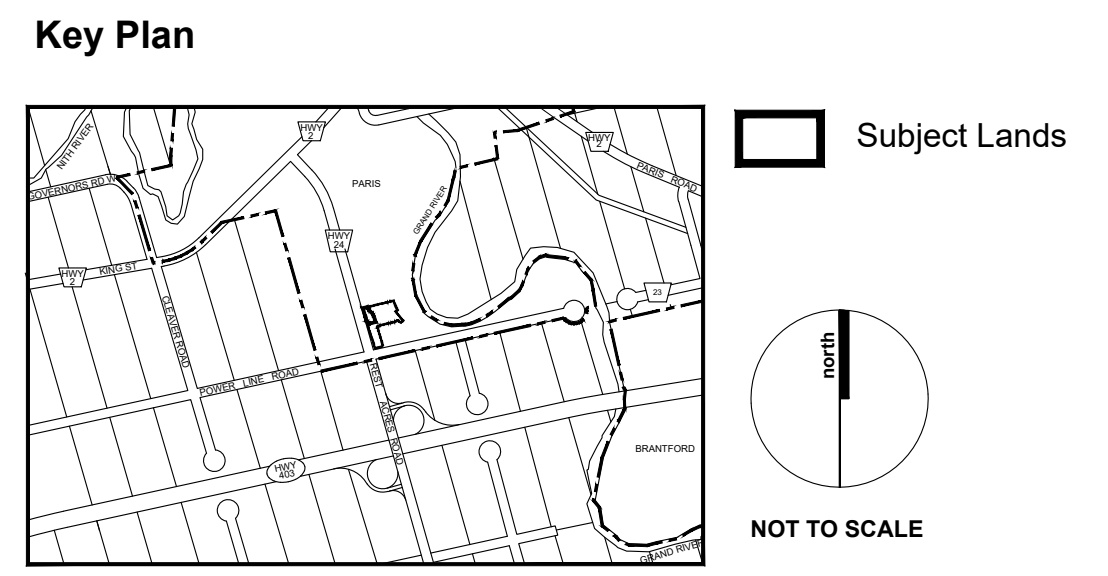 Key Plan
NITH RIVER
GOVERNORS RD W
HWY
2
PARIS
GRAND RIVER
HWY
2
PARIS ROAD
HWY
24
HWY
2
KING ST
CLEAVER ROAD
23
POWER LINE ROAD
REST ACRES ROAD
HWY
403
BRANTFORD
GRAND RIVE
Subject Lands
north
NOT TO SCALE